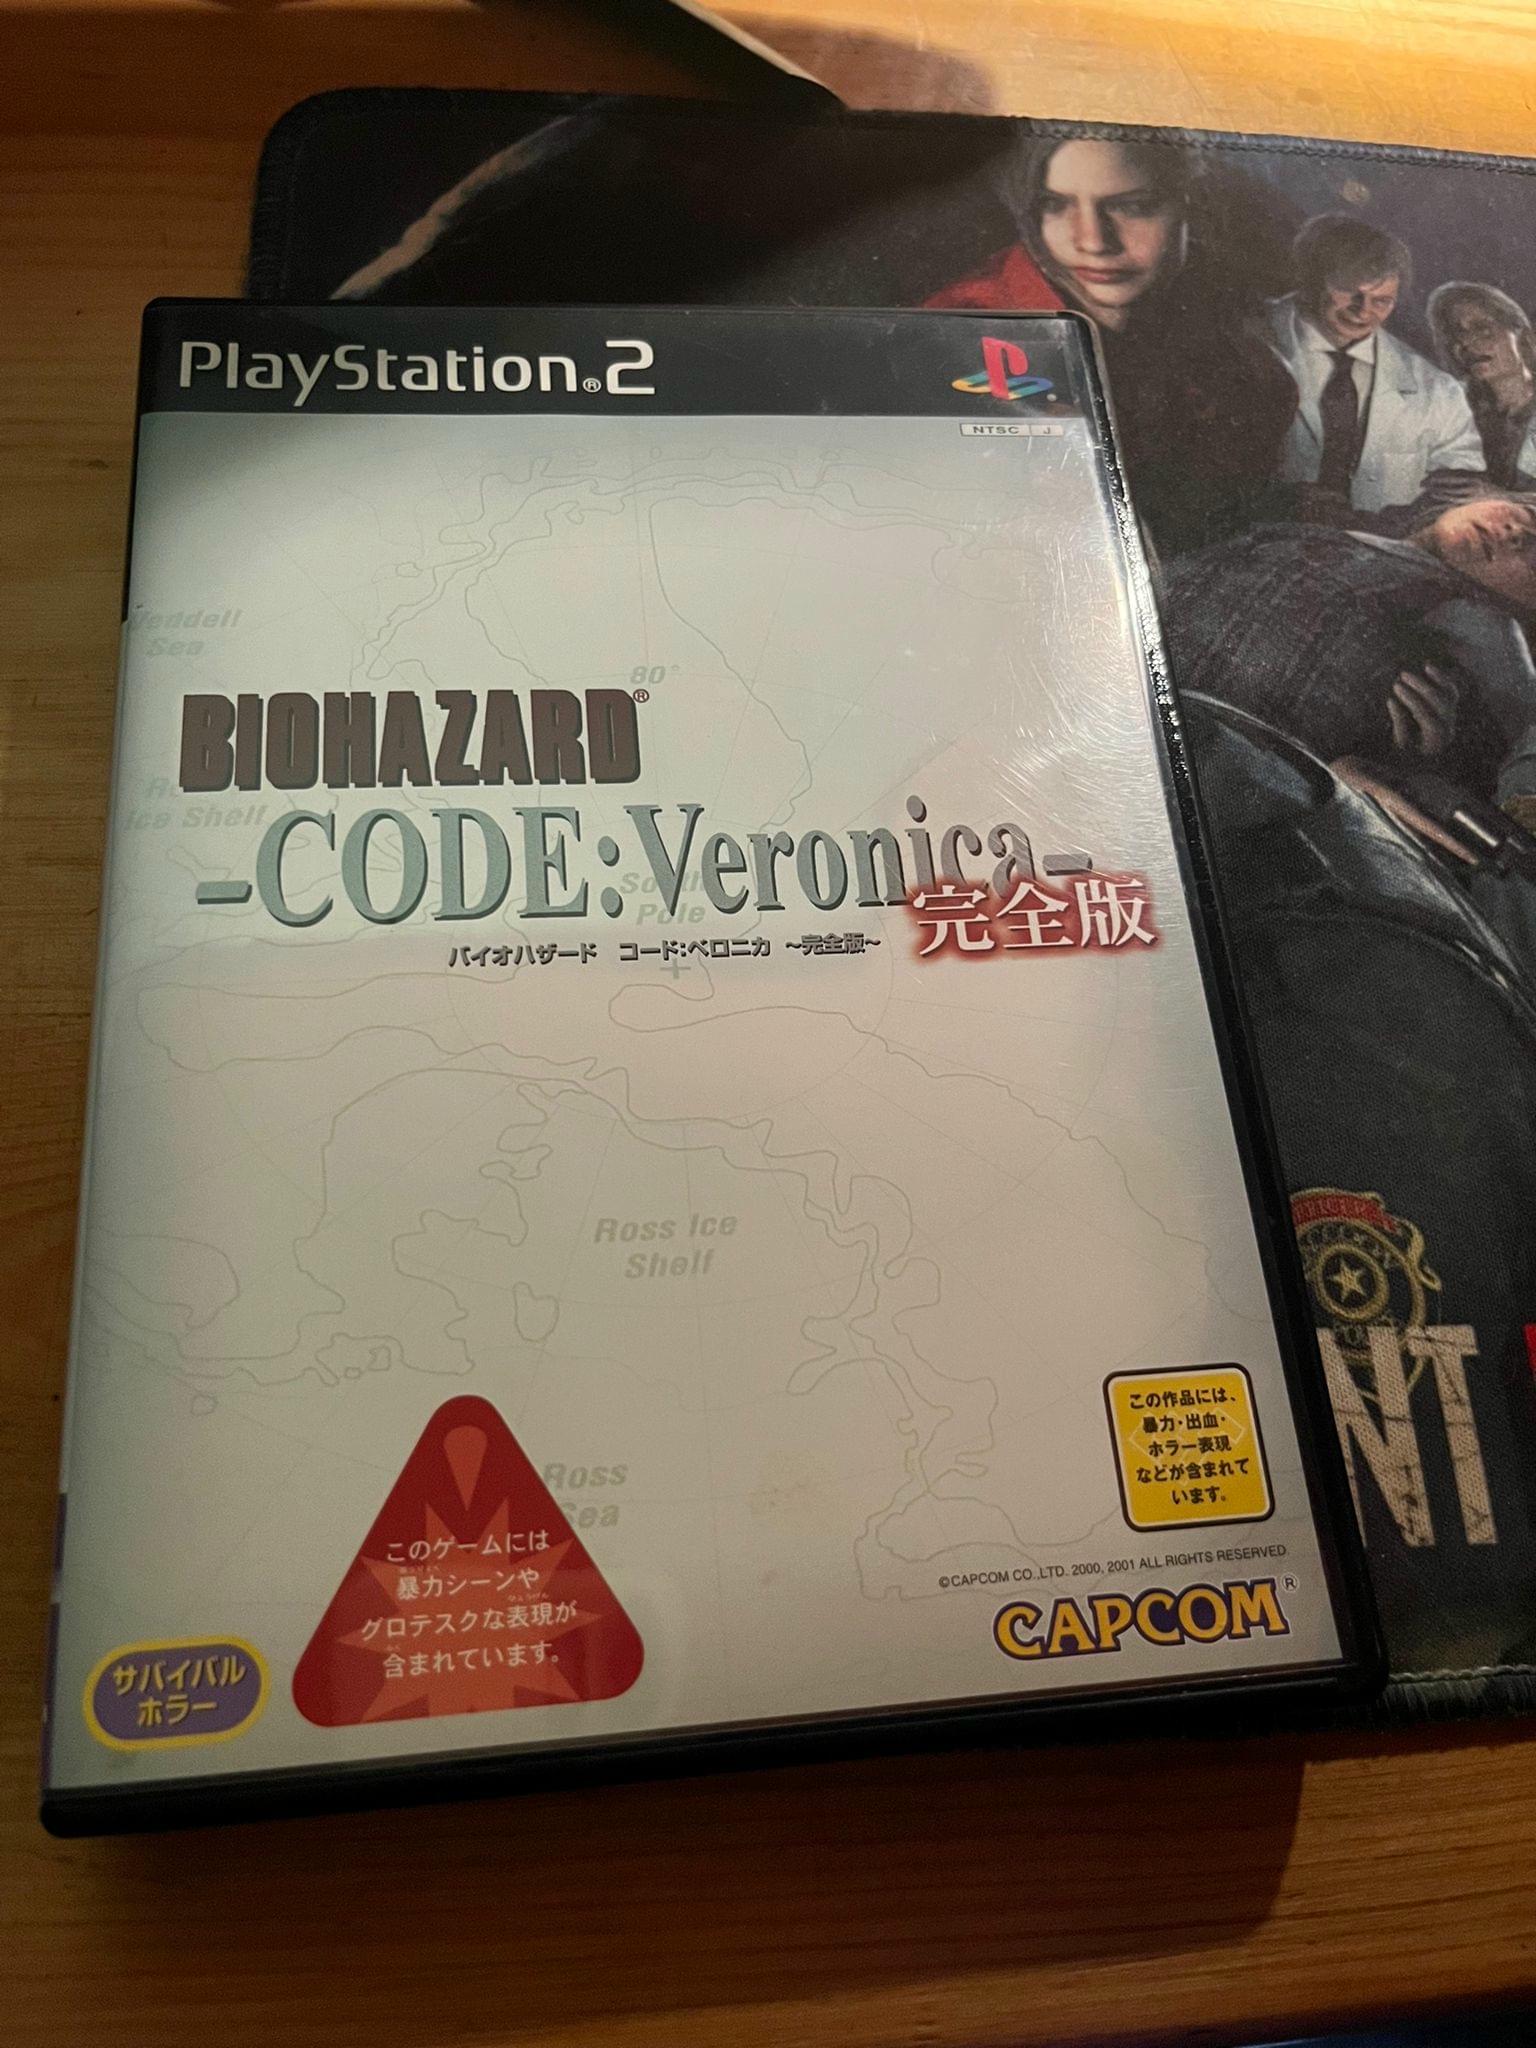 PlayStation®2
NTSC J
Weddell
Sea
80°
BIOHAZARD®
Ice Shelf
-CODE:Veronica-
完全版
South
Pole
バイオハザード コード:ベロニカ ～完全版～
Ross Ice
Shelf
Ross
Sea
このゲームには
暴力シーンや
グロテスクな表現が
含まれています。
サバイバル
ホラー
この作品には、
暴力・出血・
ホラー表現
などが含まれて
います。
©CAPCOM CO.,LTD. 2000, 2001 ALL RIGHTS RESERVED.
CAPCOM®
NT